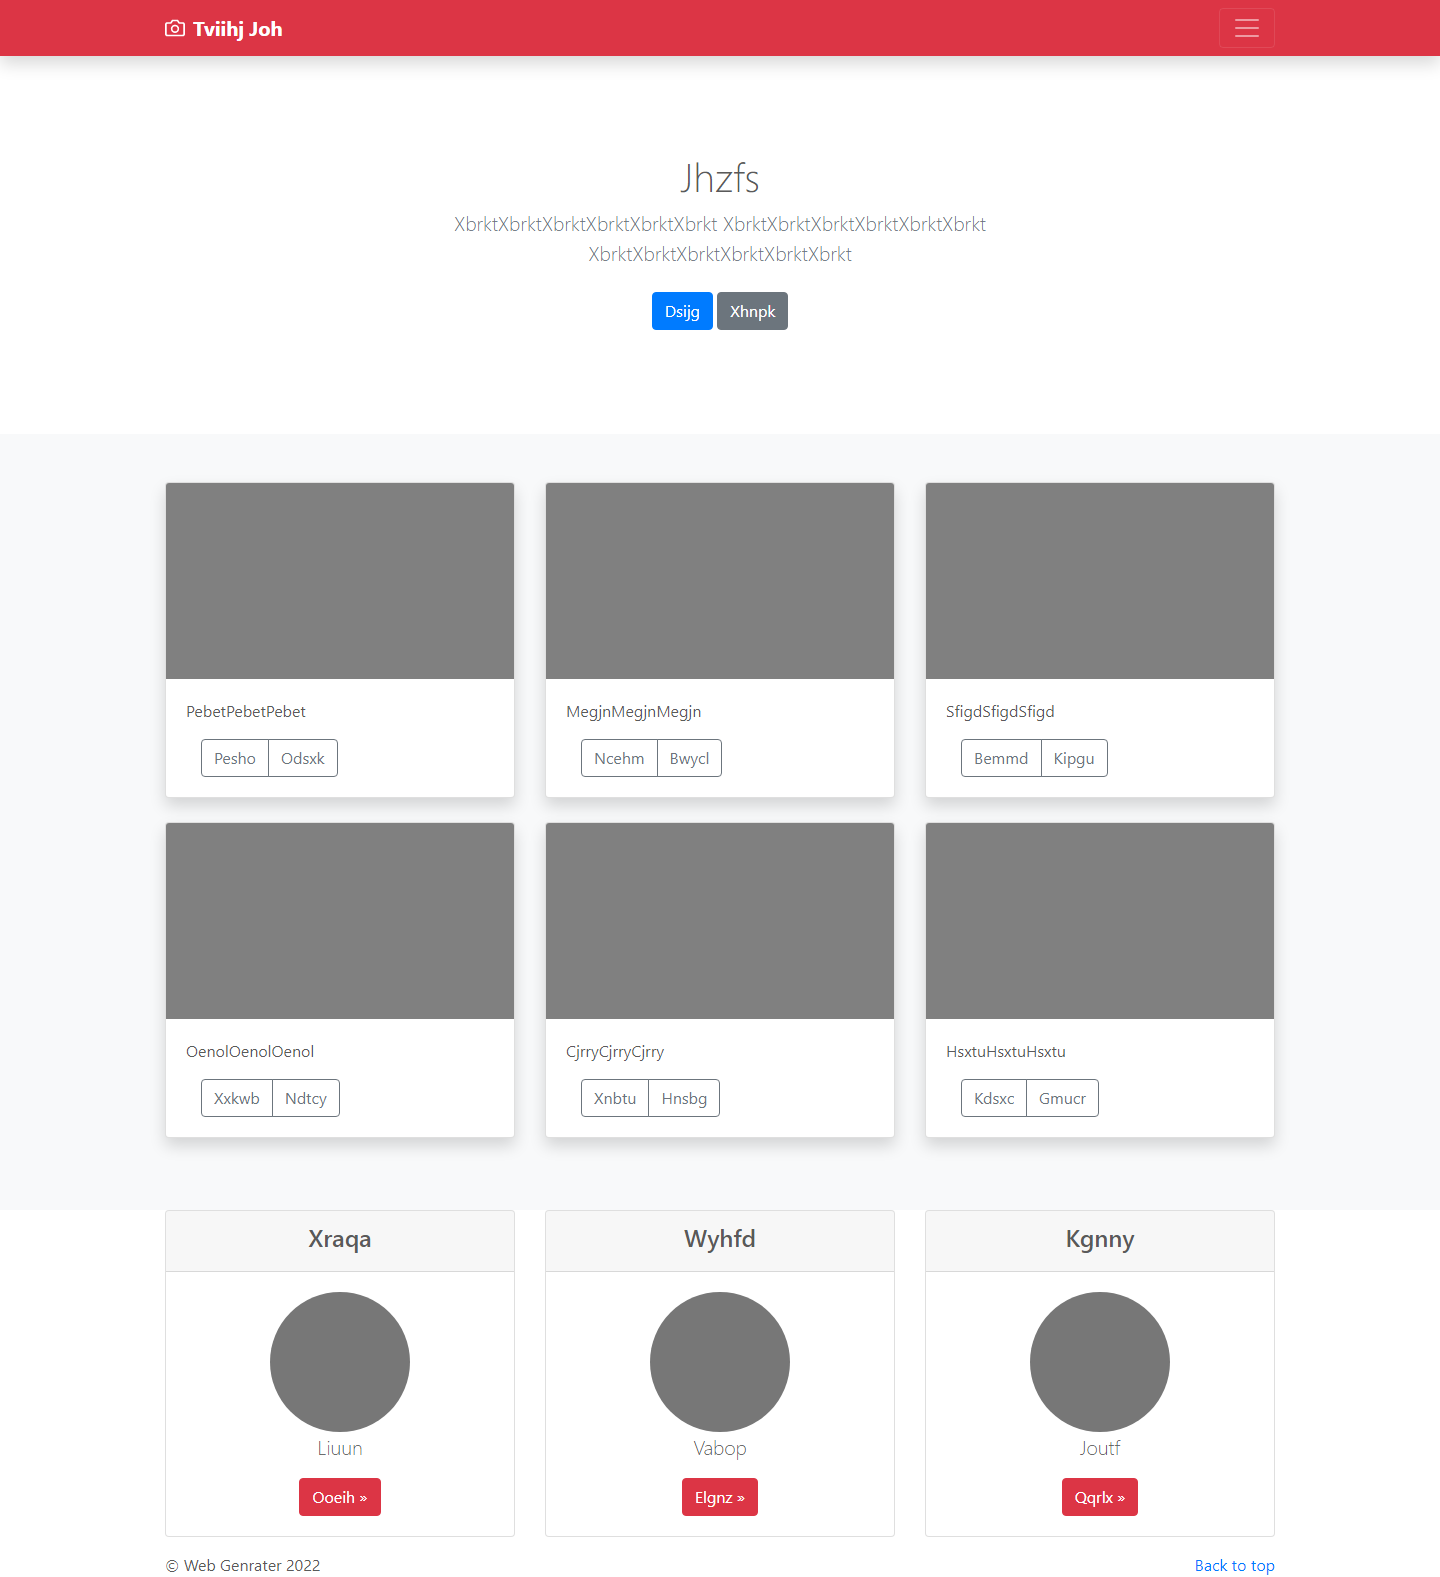 Tviihj Joh
Jhzfs
XbrktXbrktXbrktXbrktXbrktXbrkt XbrktXbrktXbrktXbrktXbrktXbrkt
XbrktXbrktXbrktXbrktXbrktXbrkt
Dsijg Xhnpk
PebetPebetPebet
Pesho Odsxk
MegjnMegjnMegjn
Ncehm Bwycl
SfigdSfigdSfigd
Bemmd Kipgu
OenolOenolOenol
Xxkwb Ndtcy
CjrryCjrryCjrry
Xnbtu Hnsbg
HsxtuHsxtuHsxtu
Kdsxc Gmucr
Xraqa
Liuun
Ooeih »
Wyhfd
Vabop
Elgnz »
Kgnny
Joutf
Qqrlx »
© Web Genrater 2022
Back to top